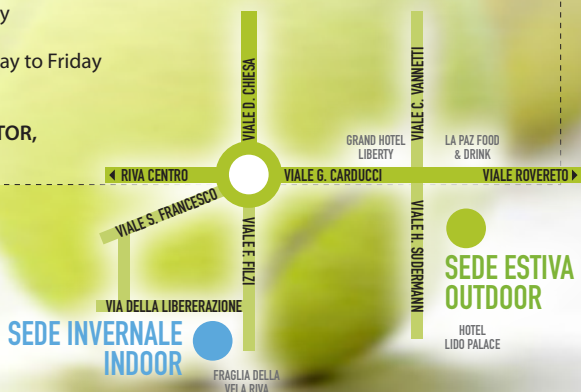 y
ay to Friday
TOR,
VIALE D. CHIESA
VIALE C. VANNETTI
GRAND HOTEL
LIBERTY
LA PAZ FOOD
& DRINK
RIVA CENTRO
VIALE G. CARDUCCI
VIALE ROVERETO
VIALE S. FRANCESCO
VIALE F. FILZI
VIALE H. SUDERMANN
SEDE ESTIVA
OUTDOOR
VIA DELLA LIBERERAZIONE
SEDE INVERNALE
INDOOR
HOTEL
LIDO PALACE
FRAGLIA DELLA
VELA RIVA